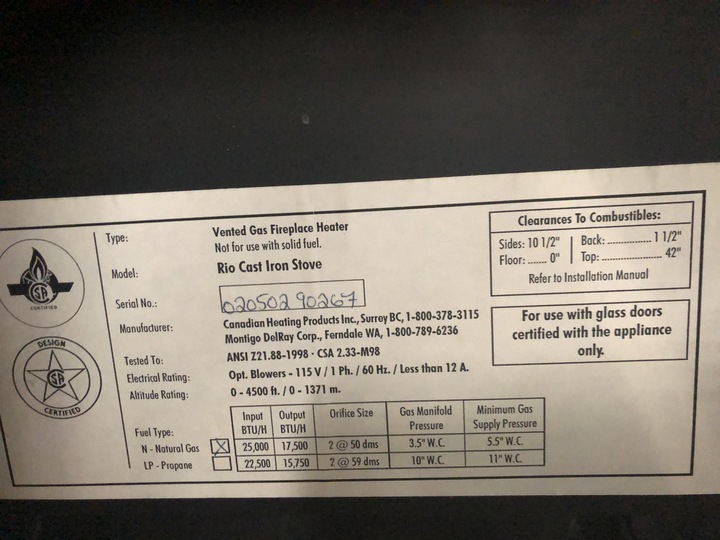 SA
CERTIFIED
DESIGN
SA
CERTIFIED
Type: Vented Gas Fireplace Heater
Not for use with solid fuel.
Model: Rio Cast Iron Stove
Serial No.: 020502 90267
Manufacturer: Canadian Heating Products Inc., Surrey BC, 1-800-378-3115
Montigo DelRay Corp., Ferndale WA, 1-800-789-6236
Tested To: ANSI Z21.88-1998 · CSA 2.33-M98
Electrical Rating: Opt. Blowers - 115 V / 1 Ph. / 60 Hz. / Less than 12 A.
Altitude Rating: 0 - 4500 ft. / 0 - 1371 m.
Fuel Type: Input BTU/H Output BTU/H Orifice Size Gas Manifold Pressure Minimum Gas Supply Pressure
N - Natural Gas X 25,000 17,500 2 @ 50 dms 3.5" W.C. 5.5" W.C.
LP - Propane 22,500 15,750 2 @ 59 dms 10" W.C. 11" W.C.
Clearances To Combustibles:
Sides: 10 1/2" Back: ............... 1 1/2"
Floor: ....... 0" Top: .................... 42"
Refer to Installation Manual
For use with glass doors
certified with the appliance
only.